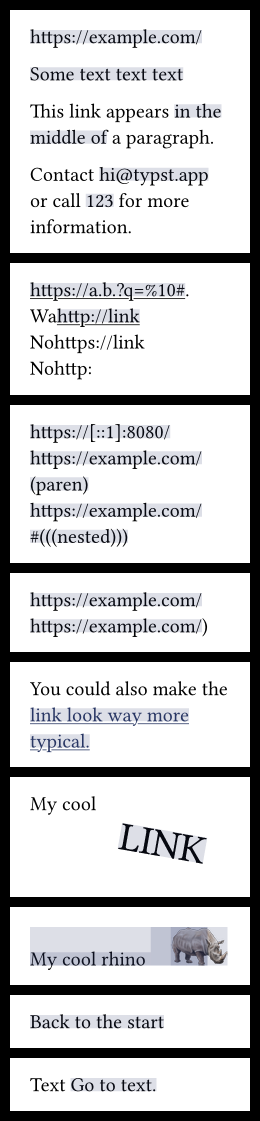 https://example.com/
Some text text text
This link appears in the
middle of a paragraph.
Contact hi@typst.app
or call 123 for more
information.
https://a.b.?q=%10#.
Wahttp://link
Nohttps://link
Nohttp:
https://[::1]:8080/
https://example.com/
(paren)
https://example.com/
#(((nested)))
https://example.com/
https://example.com/)
You could also make the
link look way more
typical.
My cool
LINK
My cool rhino
Back to the start
Text Go to text.